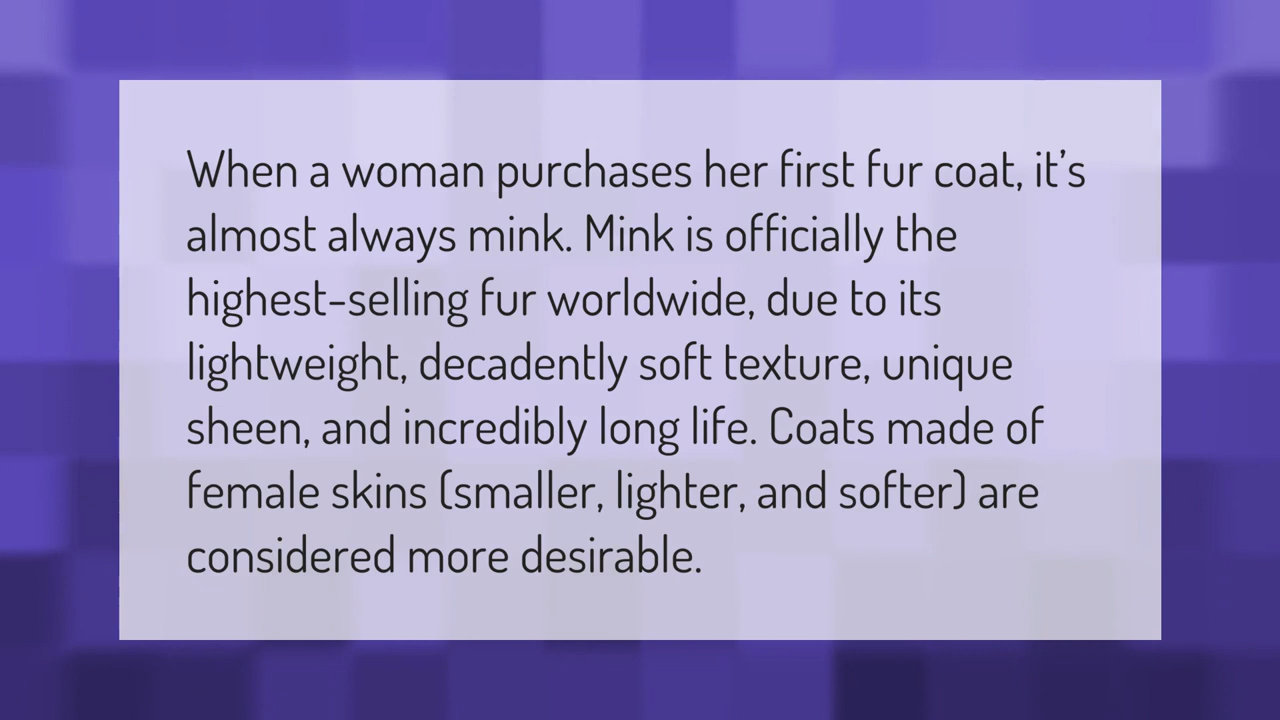 When a woman purchases her first fur coat, it’s
almost always mink. Mink is officially the
highest-selling fur worldwide, due to its
lightweight, decadently soft texture, unique
sheen, and incredibly long life. Coats made of
female skins (smaller, lighter, and softer) are
considered more desirable.